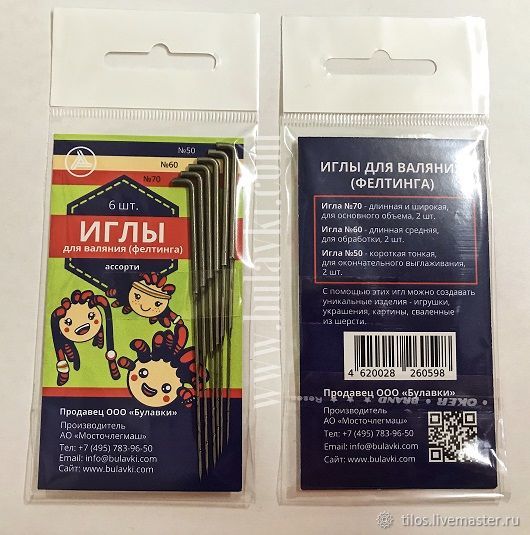 №50
№60
№70
6 шт.
ИГЛЫ
для валяния (фелтинга)
ассорти
Продавец ООО «Булавки»
Производитель
АО «Мосточлегмаш»
Тел: +7 (495) 783-96-50
Email: info@bulavki.com
Сайт: www.bulavki.com
www.bulavki.com
ИГЛЫ ДЛЯ ВАЛЯНИЯ
(ФЕЛТИНГА)
Игла №70 - длинная и широкая,
для основного объема, 2 шт.
Игла №60 - длинная средняя,
для обработки, 2 шт.
Игла №50 - короткая тонкая,
для окончательного выглаживания,
2 шт.
С помощью этих игл можно создавать
уникальные изделия - игрушки,
украшения, картины, сваленные
из шерсти.
4 620028 260598
OKER BRAND
Продавец ООО «Булавки»
Производитель
АО «Мосточлегмаш»
Тел: +7 (495) 783-96-50
Email: info@bulavki.com
Сайт: www.bulavki.com
tilos.livemaster.ru